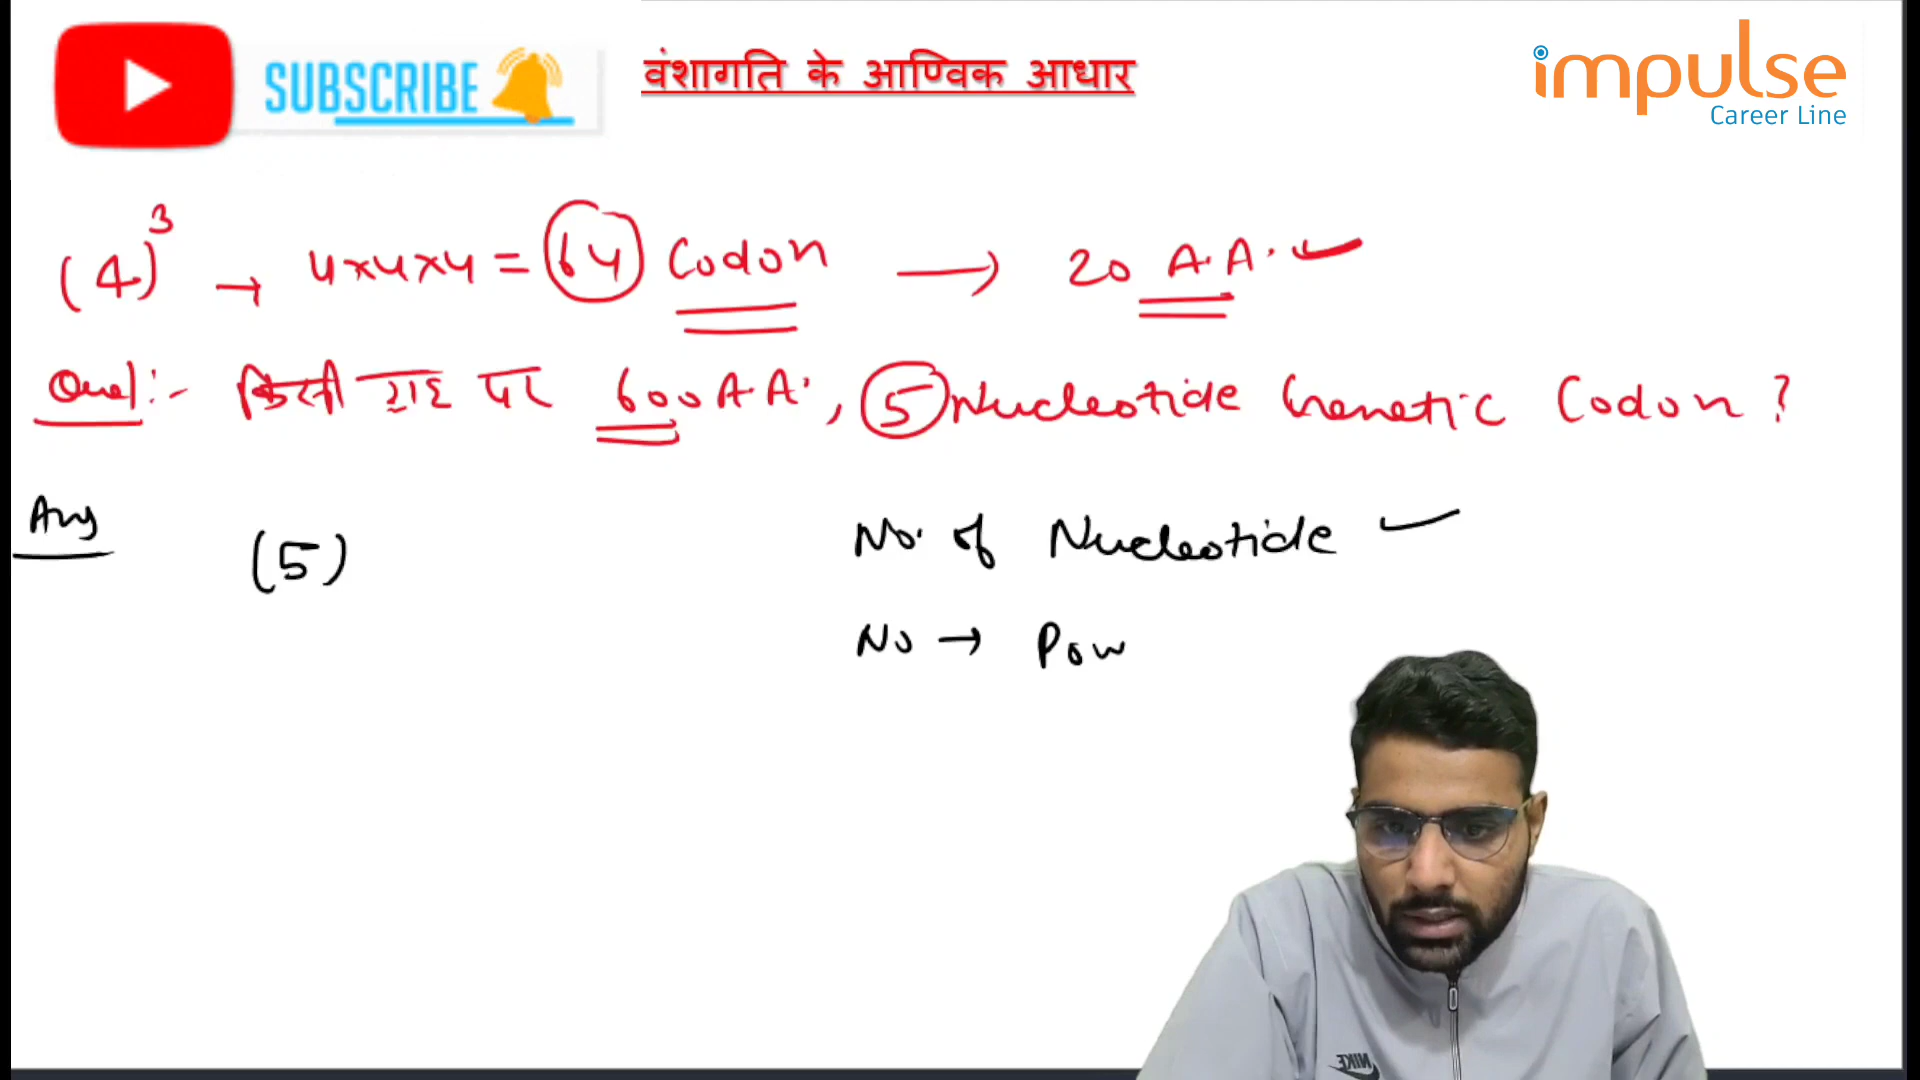 SUBSCRIBE
वंशागति के आण्विक आधार
impulse
Career Line
(4)³ → 4×4×4 = 64 Codon → 20 A.A.
Que!:- किसी ग्रह पर 600 A.A., 5 Nucleotide Genetic Codon?
Ans
(5)
No. of Nucleotide
No → Pow
NIKE